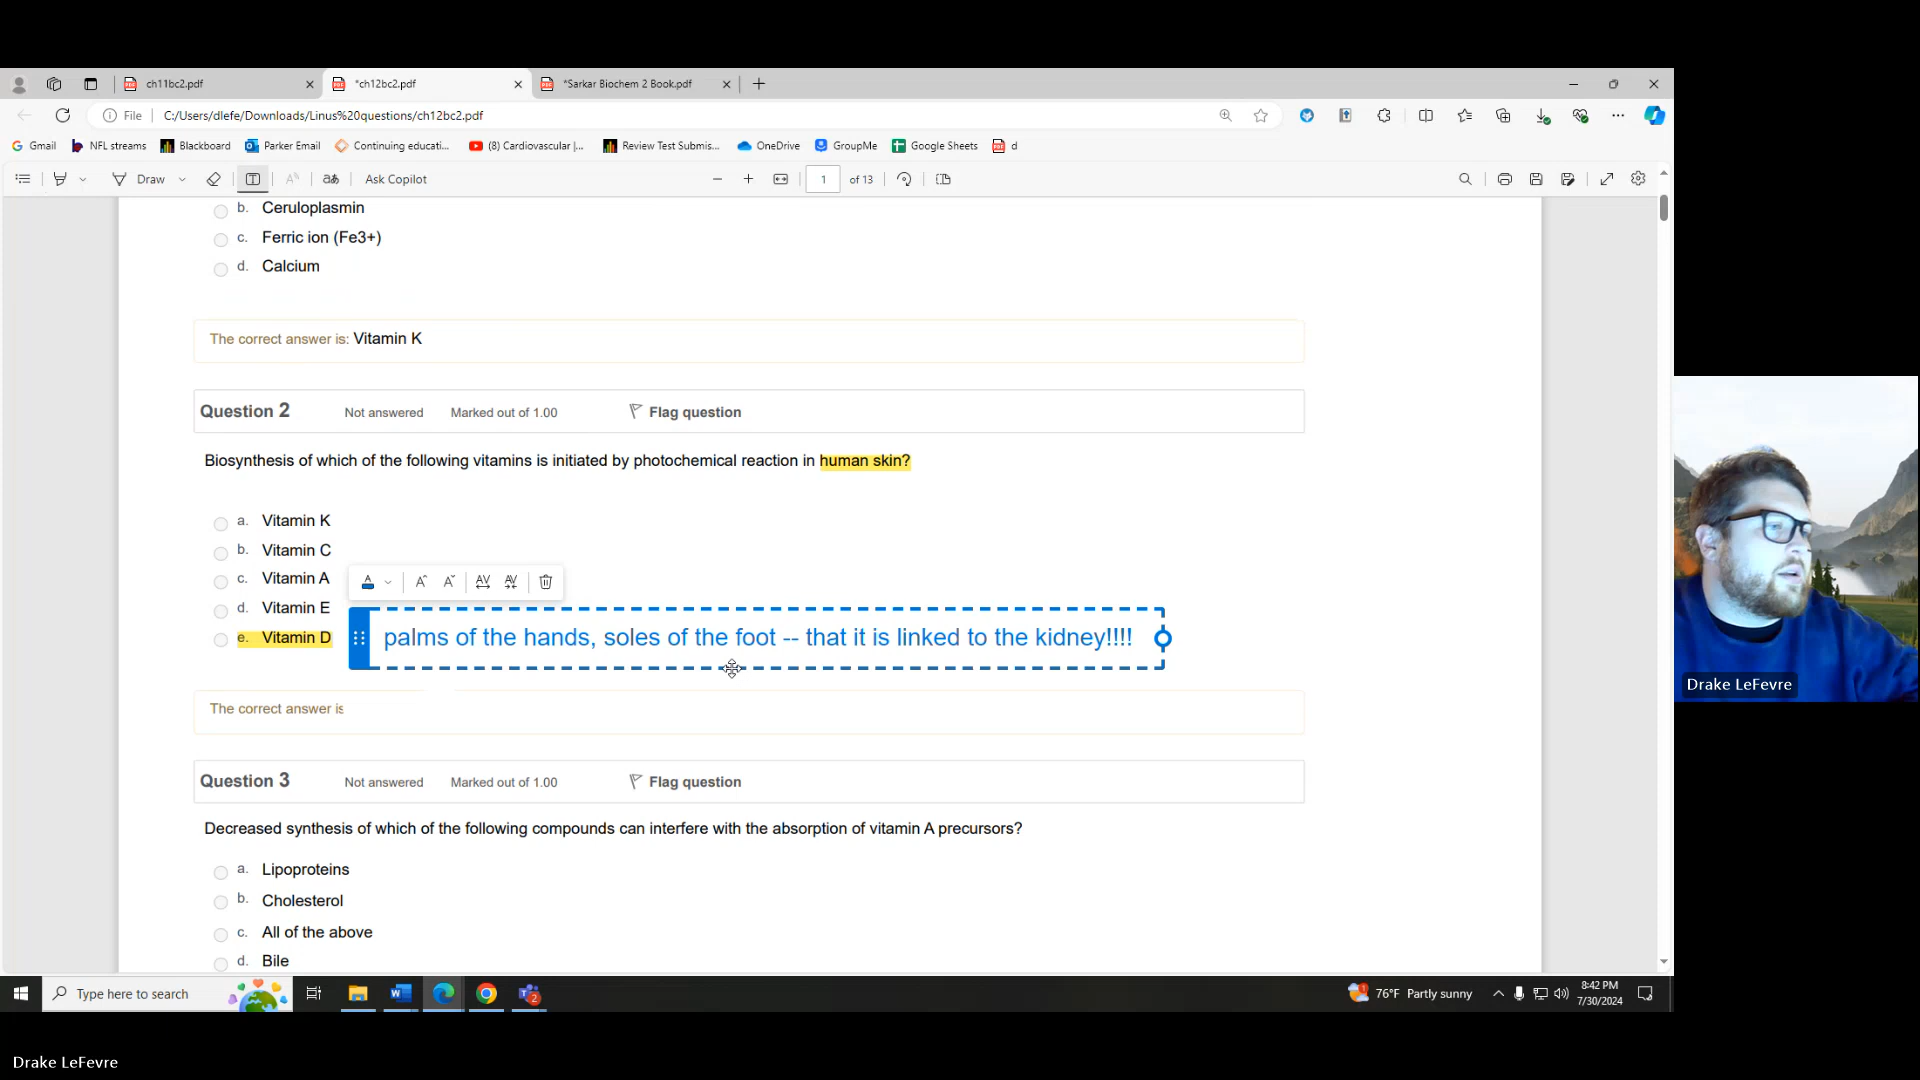 ch11bc2.pdf
*ch12bc2.pdf
*Sarkar Biochem 2 Book.pdf
File C:/Users/dlefe/Downloads/Linus%20questions/ch12bc2.pdf
Gmail NFL streams Blackboard Parker Email Continuing educati... (8) Cardiovascular |... Review Test Submis... OneDrive GroupMe Google Sheets d
Draw Ask Copilot 1 of 13
b. Ceruloplasmin
c. Ferric ion (Fe3+)
d. Calcium
The correct answer is: Vitamin K
Question 2 Not answered Marked out of 1.00 Flag question
Biosynthesis of which of the following vitamins is initiated by photochemical reaction in human skin?
a. Vitamin K
b. Vitamin C
c. Vitamin A
d. Vitamin E
e. Vitamin D palms of the hands, soles of the foot -- that it is linked to the kidney!!!!
The correct answer is
Question 3 Not answered Marked out of 1.00 Flag question
Decreased synthesis of which of the following compounds can interfere with the absorption of vitamin A precursors?
a. Lipoproteins
b. Cholesterol
c. All of the above
d. Bile
Drake LeFevre
Type here to search
76°F Partly sunny
8:42 PM
7/30/2024
Drake LeFevre